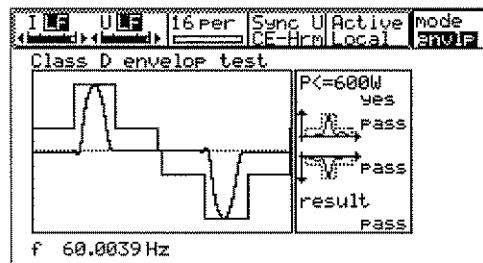 I LF U LF 16 per Sync U Active mode
CE-Hrm Local envlp
Class D envelop test
P<=600W
yes
pass
pass
result
pass
f 60.0039 Hz